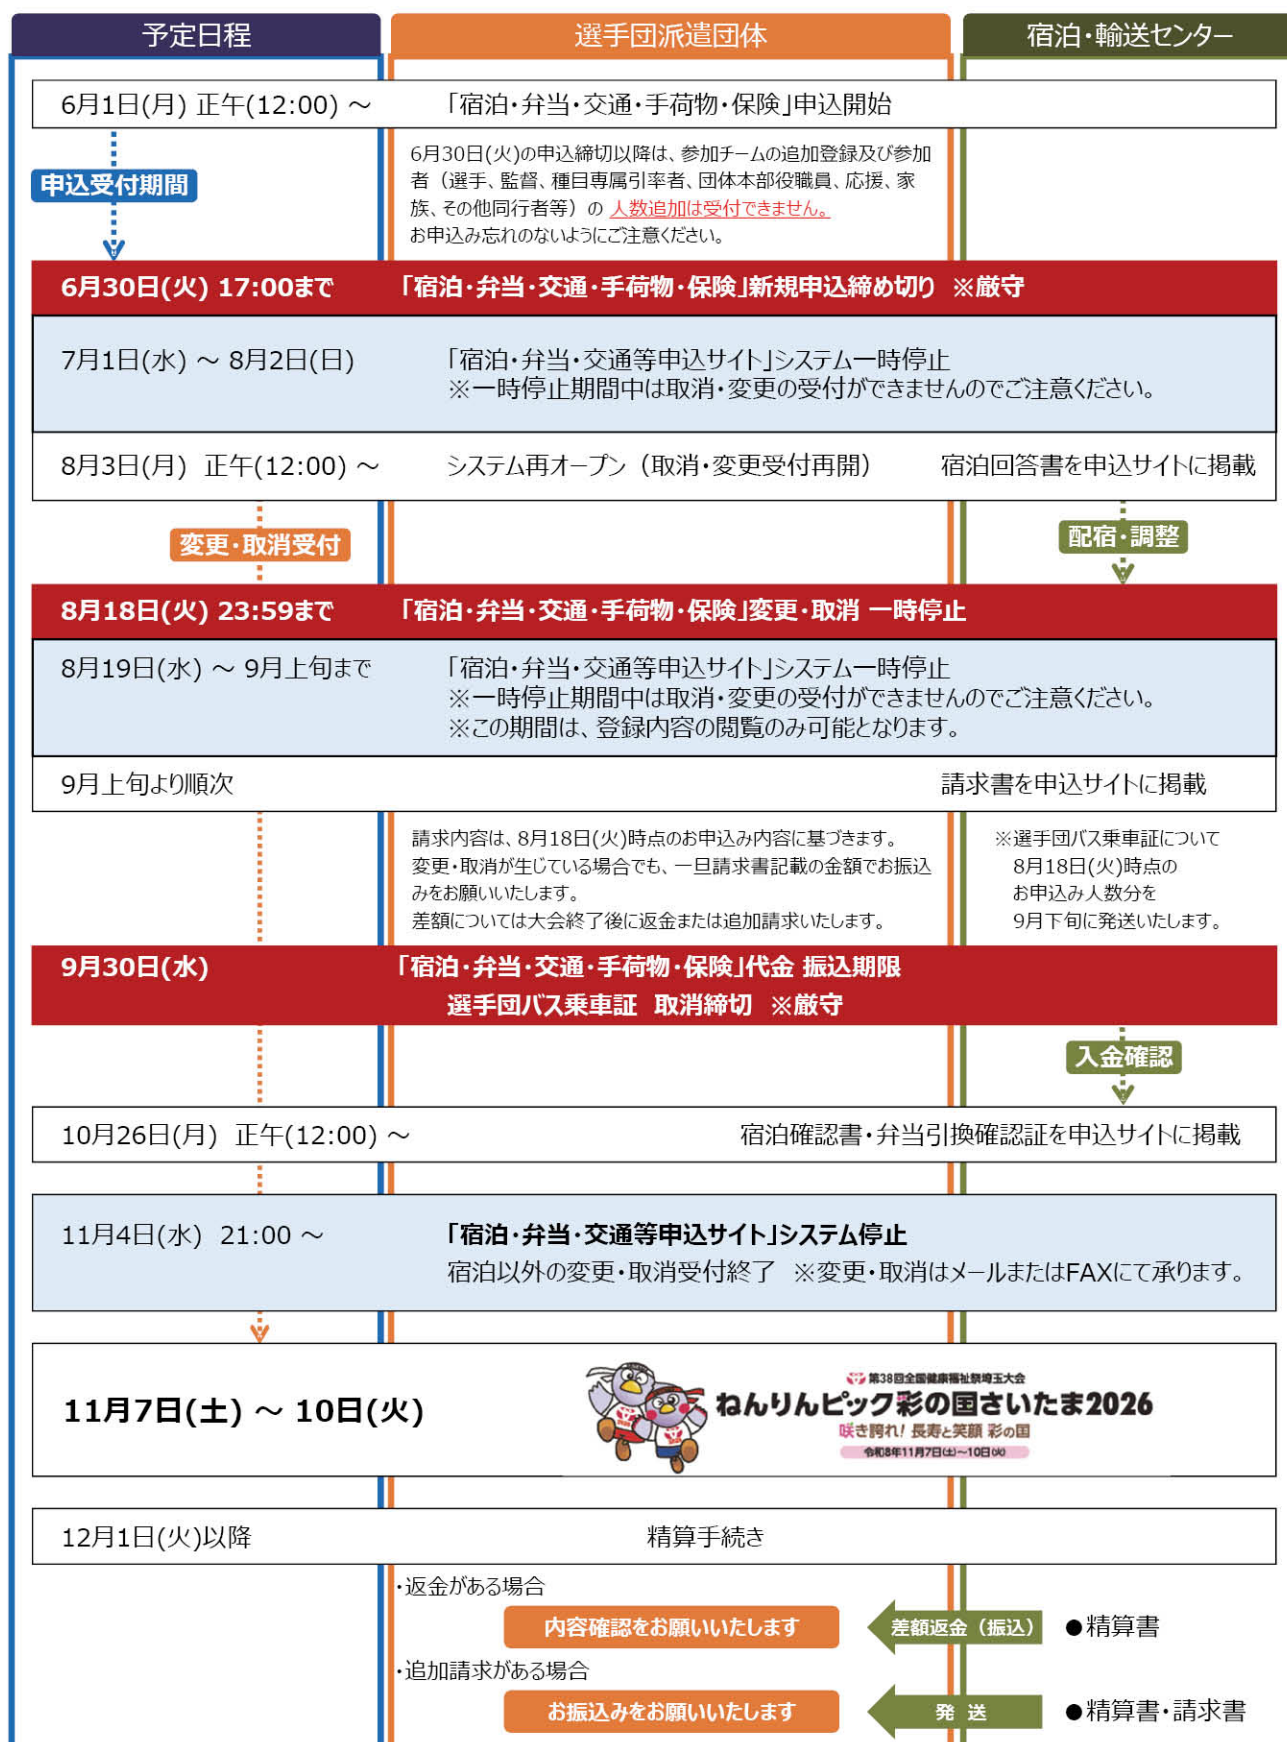 予定日程
選手団派遣団体
宿泊・輸送センター
6月1日(月) 正午(12:00) ～ 「宿泊・弁当・交通・手荷物・保険」申込開始
申込受付期間
6月30日(火)の申込締切以降は、参加チームの追加登録及び参加
者（選手、監督、種目専属引率者、団体本部役職員、応援、家
族、その他同行者等）の 人数追加は受付できません。
お申込み忘れのないようにご注意ください。
6月30日(火) 17:00まで 「宿泊・弁当・交通・手荷物・保険」新規申込締め切り ※厳守
7月1日(水) ～ 8月2日(日) 「宿泊・弁当・交通等申込サイト」システム一時停止
※一時停止期間中は取消・変更の受付ができませんのでご注意ください。
8月3日(月) 正午(12:00) ～ システム再オープン（取消・変更受付再開） 宿泊回答書を申込サイトに掲載
変更・取消受付
配宿・調整
8月18日(火) 23:59まで 「宿泊・弁当・交通・手荷物・保険」変更・取消 一時停止
8月19日(水) ～ 9月上旬まで 「宿泊・弁当・交通等申込サイト」システム一時停止
※一時停止期間中は取消・変更の受付ができませんのでご注意ください。
※この期間は、登録内容の閲覧のみ可能となります。
9月上旬より順次 請求書を申込サイトに掲載
請求内容は、8月18日(火)時点のお申込み内容に基づきます。
変更・取消が生じている場合でも、一旦請求書記載の金額でお振込
みをお願いいたします。
差額については大会終了後に返金または追加請求いたします。
※選手団バス乗車証について
8月18日(火)時点の
お申込み人数分を
9月下旬に発送いたします。
9月30日(水) 「宿泊・弁当・交通・手荷物・保険」代金 振込期限
選手団バス乗車証 取消締切 ※厳守
入金確認
10月26日(月) 正午(12:00) ～ 宿泊確認書・弁当引換確認証を申込サイトに掲載
11月4日(水) 21:00 ～ 「宿泊・弁当・交通等申込サイト」システム停止
宿泊以外の変更・取消受付終了 ※変更・取消はメールまたはFAXにて承ります。
11月7日(土) ～ 10日(火)
第38回全国健康福祉祭埼玉大会
ねんりんピック彩の国さいたま2026
咲き誇れ! 長寿と笑顔 彩の国
令和8年11月7日(土)～10日(火)
12月1日(火)以降 精算手続き
・返金がある場合
内容確認をお願いいたします 差額返金（振込） ●精算書
・追加請求がある場合
お振込みをお願いいたします 発 送 ●精算書・請求書